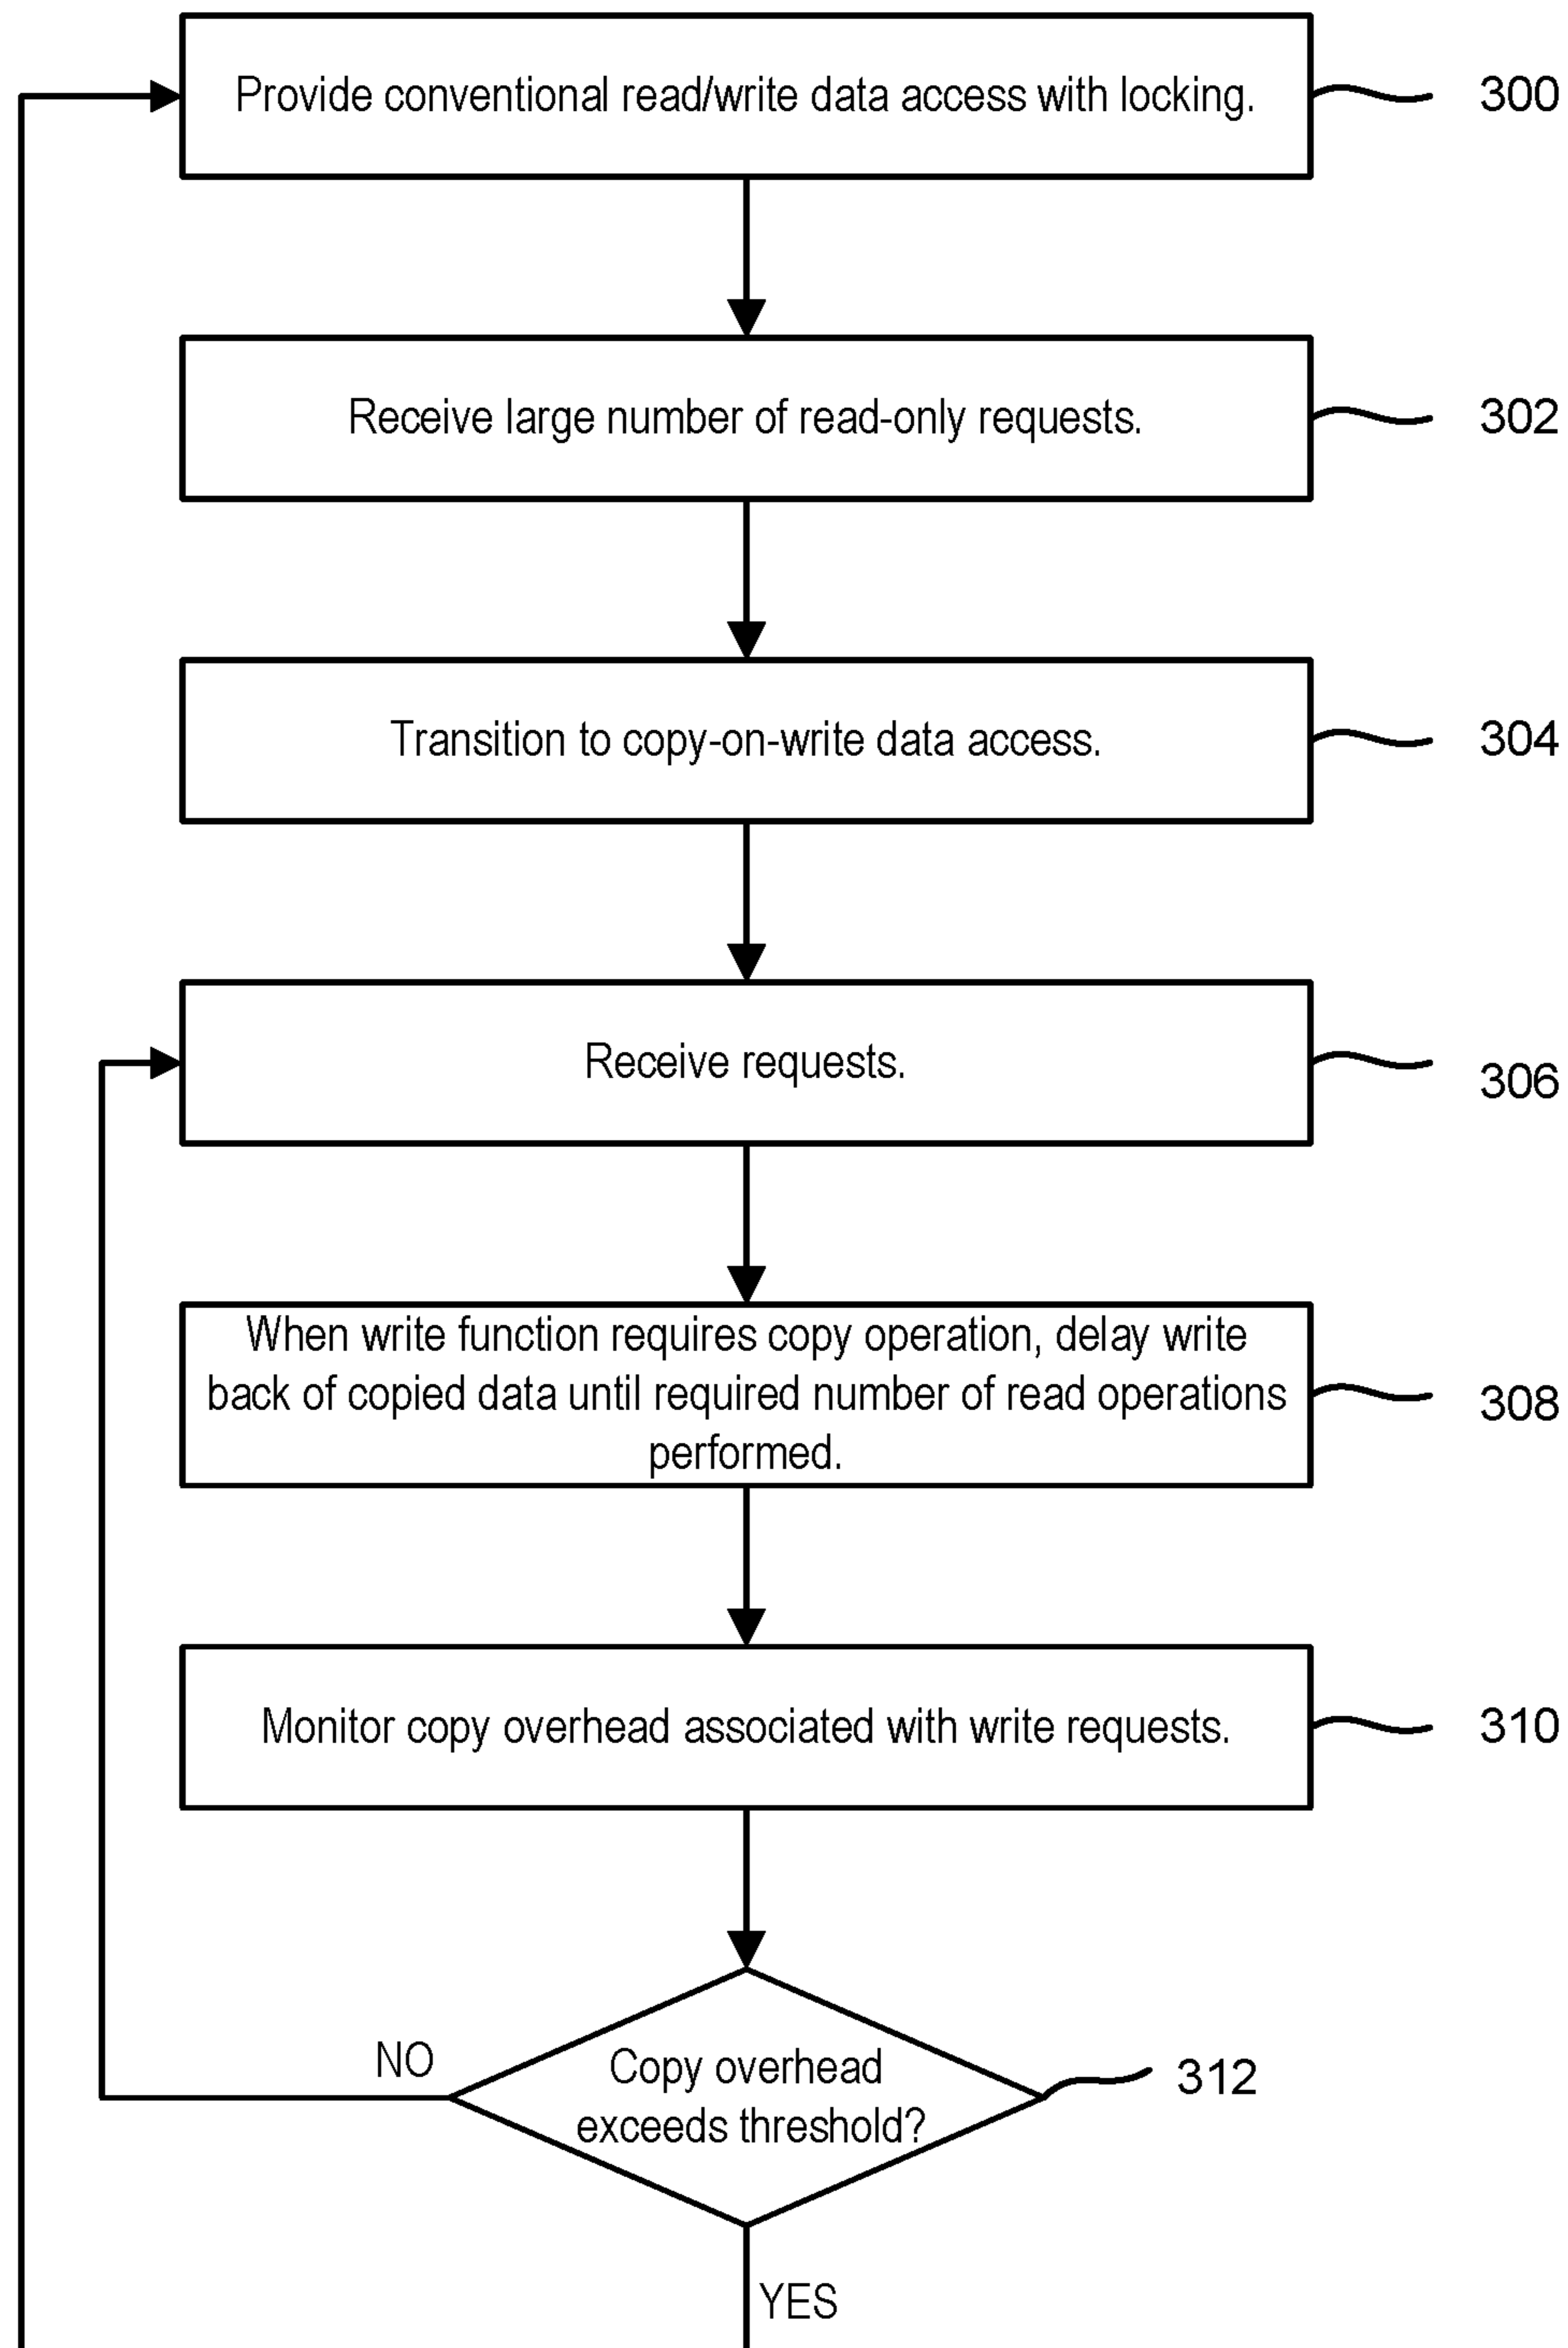 Provide conventional read/write data access with locking.
300
Receive large number of read-only requests.
302
Transition to copy-on-write data access.
304
Receive requests.
306
When write function requires copy operation, delay write
back of copied data until required number of read operations
performed.
308
Monitor copy overhead associated with write requests.
310
NO
Copy overhead
exceeds threshold?
312
YES